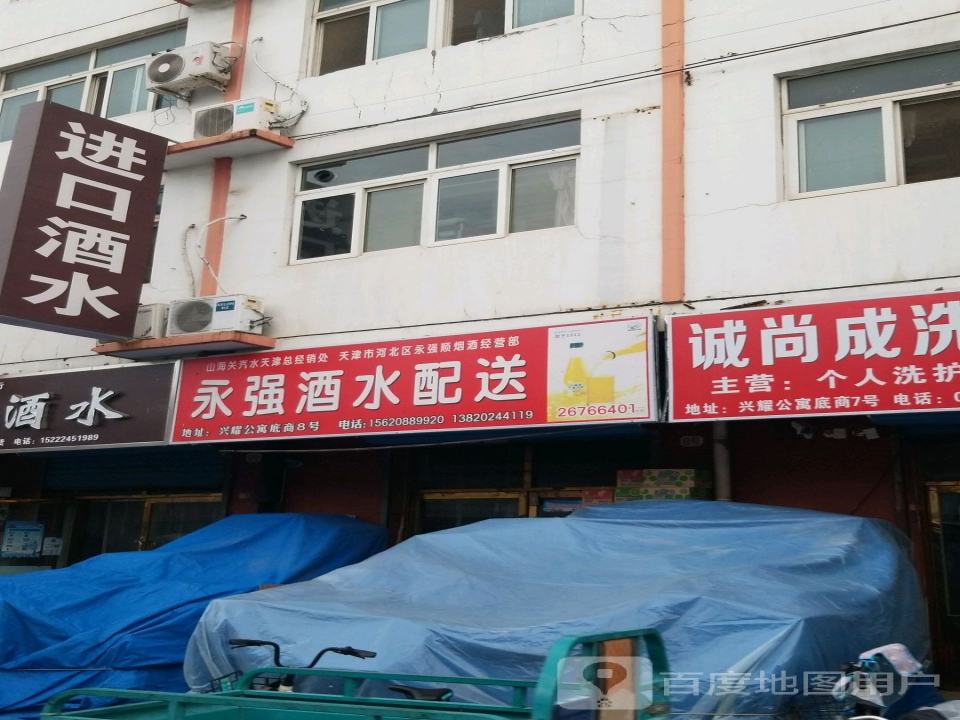 进口酒水
酒水
电话：15222451989
山海关汽水天津总经销处 天津市河北区永强顺烟酒经营部
永强酒水配送
地址：兴耀公寓底商8号 电话:15620889920 13820244119
26766401
诚尚成洗
主营：个人洗护
地址：兴耀公寓底商7号 电话：0
百度地图用户